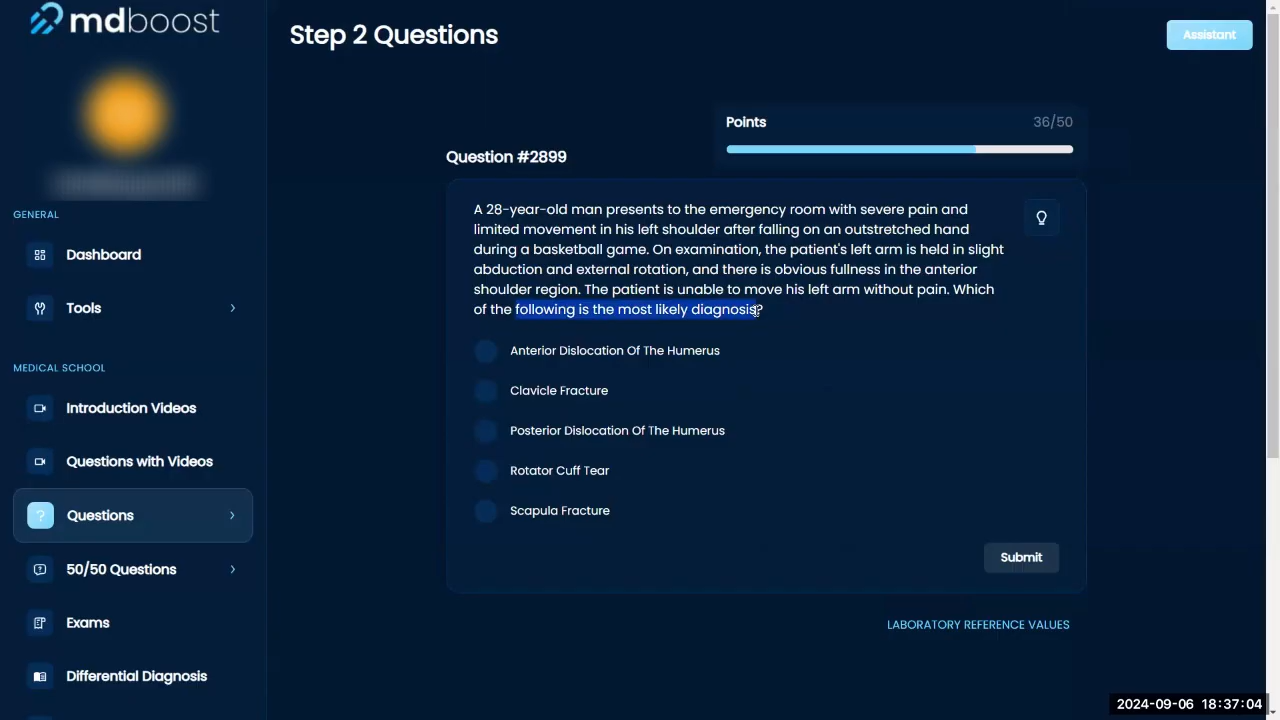 mdboost
Step 2 Questions
Assistant
Points
36/50
Question #2899
A 28-year-old man presents to the emergency room with severe pain and
limited movement in his left shoulder after falling on an outstretched hand
during a basketball game. On examination, the patient's left arm is held in slight
abduction and external rotation, and there is obvious fullness in the anterior
shoulder region. The patient is unable to move his left arm without pain. Which
of the following is the most likely diagnosis?
Anterior Dislocation Of The Humerus
Clavicle Fracture
Posterior Dislocation Of The Humerus
Rotator Cuff Tear
Scapula Fracture
Submit
LABORATORY REFERENCE VALUES
GENERAL
Dashboard
Tools
MEDICAL SCHOOL
Introduction Videos
Questions with Videos
Questions
50/50 Questions
Exams
Differential Diagnosis
2024-09-06 18:37:04